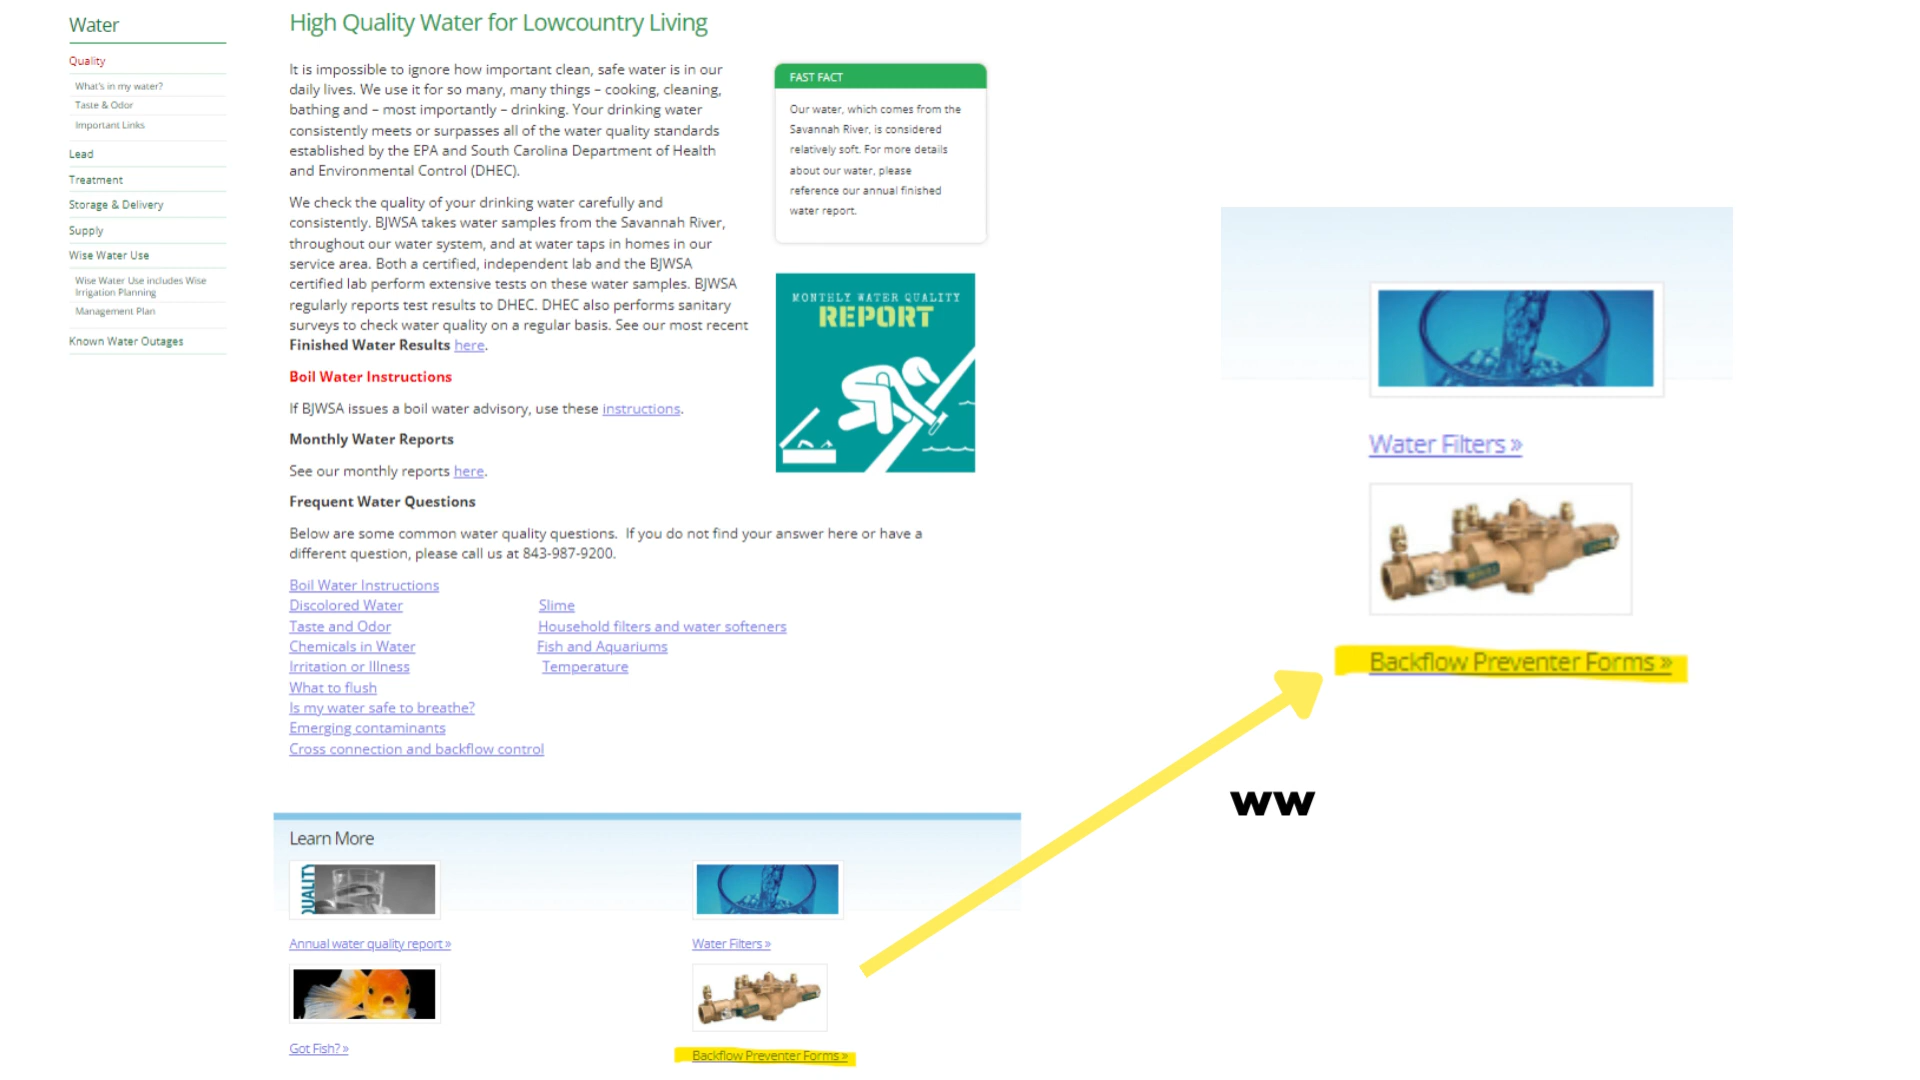 Water
Quality
What's in my water?
Taste & Odor
Important Links
Lead
Treatment
Storage & Delivery
Supply
Wise Water Use
Wise Water Use includes Wise
Irrigation Planning
Management Plan
Known Water Outages
High Quality Water for Lowcountry Living
It is impossible to ignore how important clean, safe water is in our
daily lives. We use it for so many, many things – cooking, cleaning,
bathing and – most importantly – drinking. Your drinking water
consistently meets or surpasses all of the water quality standards
established by the EPA and South Carolina Department of Health
and Environmental Control (DHEC).
We check the quality of your drinking water carefully and
consistently. BJWSA takes water samples from the Savannah River,
throughout our water system, and at water taps in homes in our
service area. Both a certified, independent lab and the BJWSA
certified lab perform extensive tests on these water samples. BJWSA
regularly reports test results to DHEC. DHEC also performs sanitary
surveys to check water quality on a regular basis. See our most recent
Finished Water Results here.
Boil Water Instructions
If BJWSA issues a boil water advisory, use these instructions.
Monthly Water Reports
See our monthly reports here.
Frequent Water Questions
Below are some common water quality questions. If you do not find your answer here or have a
different question, please call us at 843-987-9200.
Boil Water Instructions
Discolored Water
Slime
Taste and Odor
Household filters and water softeners
Chemicals in Water
Fish and Aquariums
Irritation or Illness
Temperature
What to flush
Is my water safe to breathe?
Emerging contaminants
Cross connection and backflow control
FAST FACT
Our water, which comes from the
Savannah River, is considered
relatively soft. For more details
about our water, please
reference our annual finished
water report.
MONTHLY WATER QUALITY
REPORT
Learn More
QUALITY
Annual water quality report »
Water Filters »
Got Fish? »
Backflow Preventer Forms »
Water Filters »
Backflow Preventer Forms »
ww